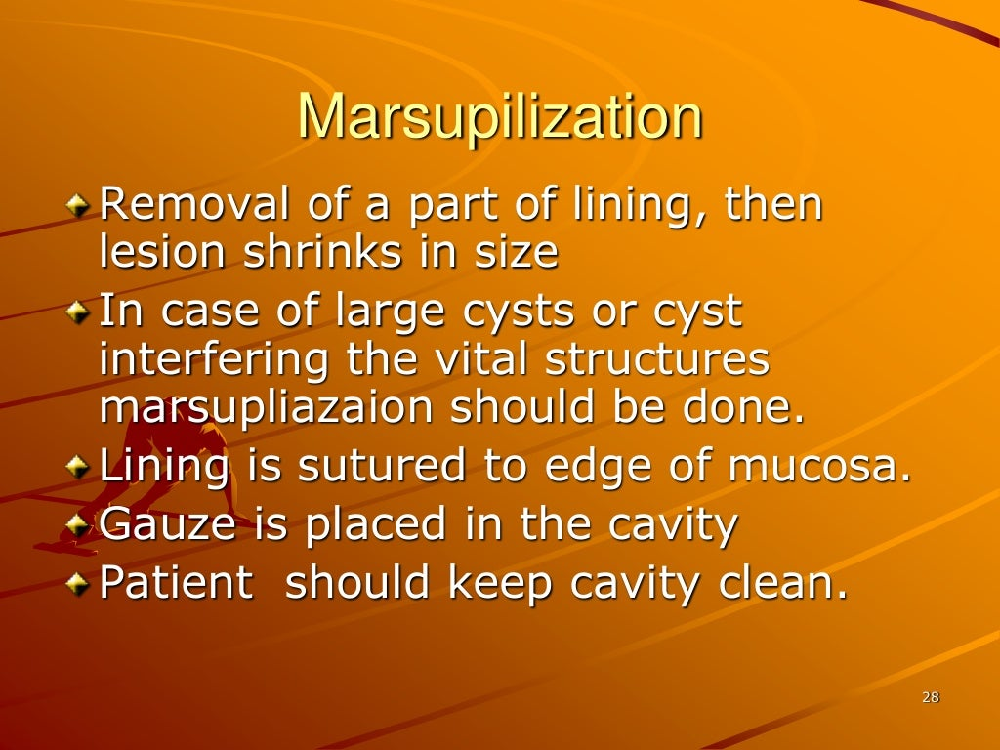 Marsupilization
Removal of a part of lining, then
lesion shrinks in size
In case of large cysts or cyst
interfering the vital structures
marsupliazaion should be done.
Lining is sutured to edge of mucosa.
Gauze is placed in the cavity
Patient  should keep cavity clean.
28